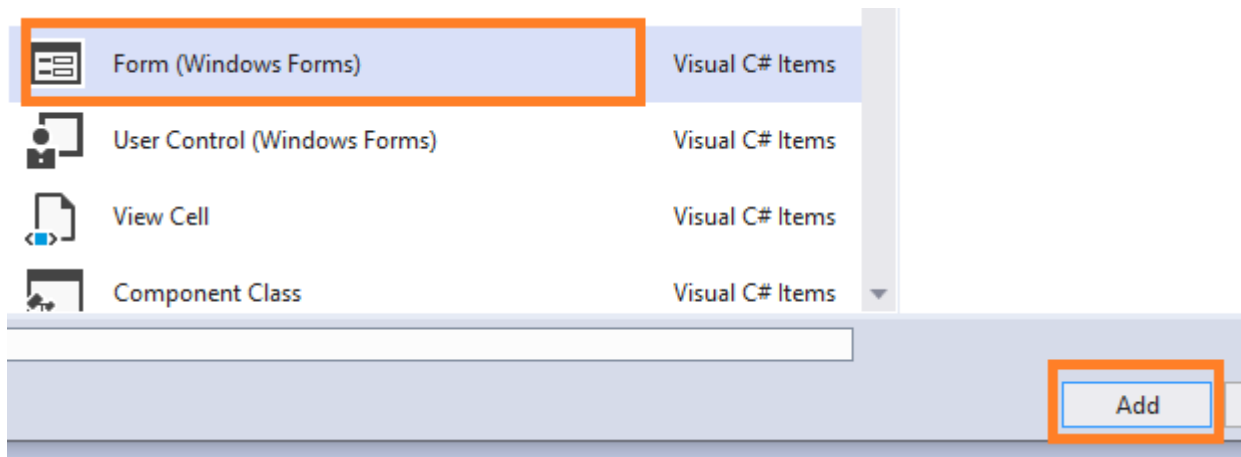 Form (Windows Forms) Visual C# Items
User Control (Windows Forms) Visual C# Items
View Cell Visual C# Items
Component Class Visual C# Items
Add